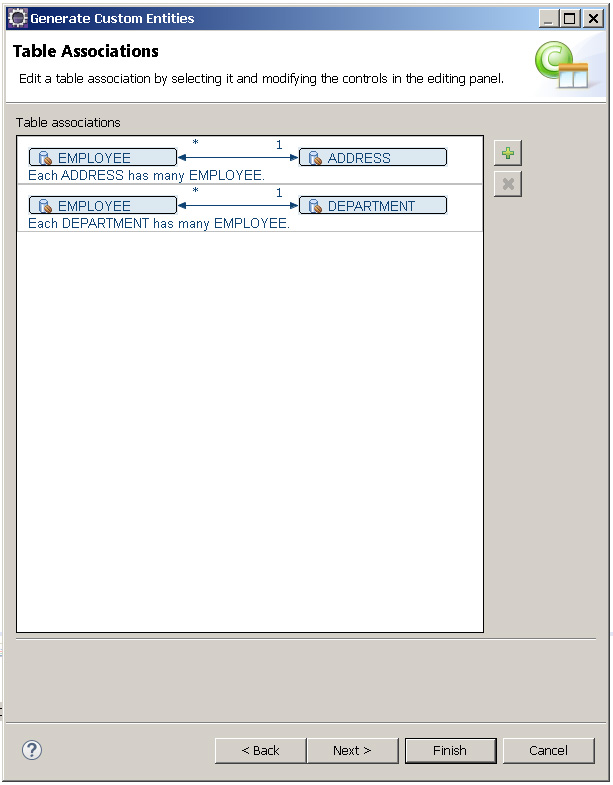 Generate Custom Entities
Table Associations
Edit a table association by selecting it and modifying the controls in the editing panel.
Table associations
EMPLOYEE * 1 ADDRESS
Each ADDRESS has many EMPLOYEE.
EMPLOYEE * 1 DEPARTMENT
Each DEPARTMENT has many EMPLOYEE.
? < Back Next > Finish Cancel